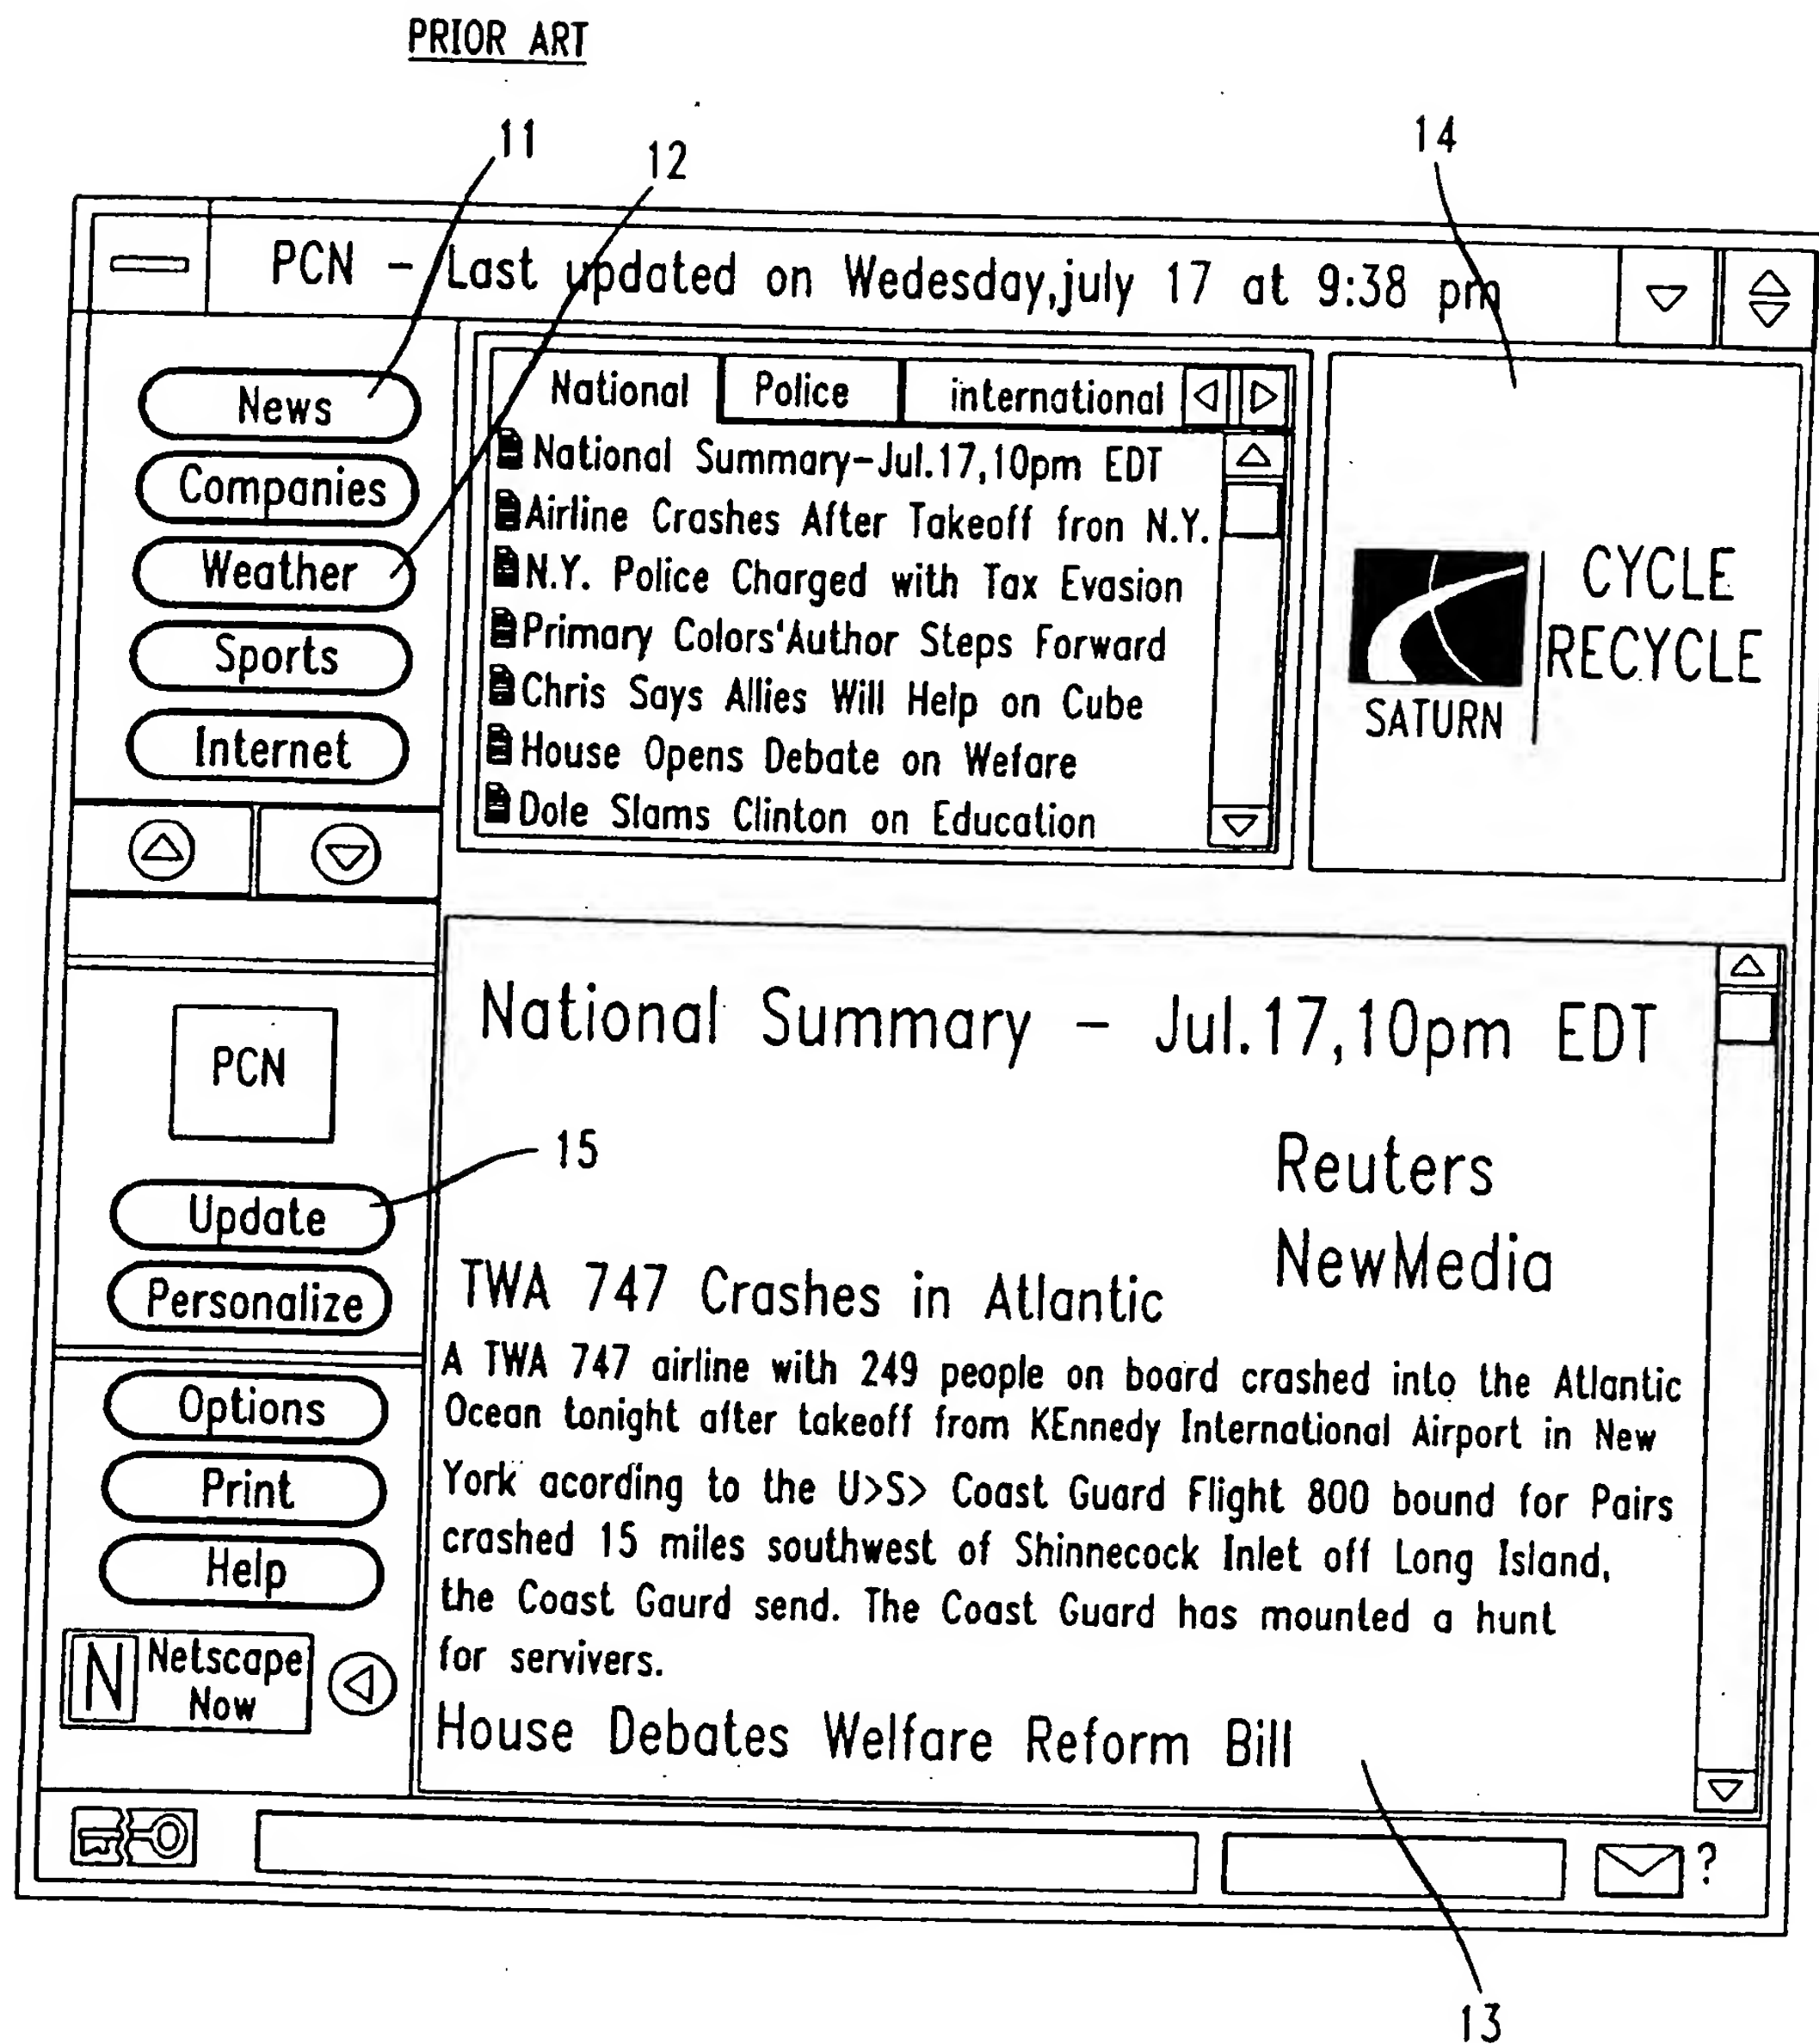 PRIOR ART
11
12
14
PCN - Last updated on Wedesday,july 17 at 9:38 pm
News
Companies
Weather
Sports
Internet
National Police international
National Summary-Jul.17,10pm EDT
Airline Crashes After Takeoff fron N.Y.
N.Y. Police Charged with Tax Evasion
Primary Colors'Author Steps Forward
Chris Says Allies Will Help on Cube
House Opens Debate on Wefare
Dole Slams Clinton on Education
SATURN
CYCLE
RECYCLE
PCN
15
Update
Personalize
Options
Print
Help
N Netscape
Now
National Summary - Jul.17,10pm EDT
Reuters
NewMedia
TWA 747 Crashes in Atlantic
A TWA 747 airline with 249 people on board crashed into the Atlantic
Ocean tonight after takeoff from KEnnedy International Airport in New
York acording to the U>S> Coast Guard Flight 800 bound for Pairs
crashed 15 miles southwest of Shinnecock Inlet off Long Island,
the Coast Gaurd send. The Coast Guard has mounted a hunt
for servivers.
House Debates Welfare Reform Bill
?
13